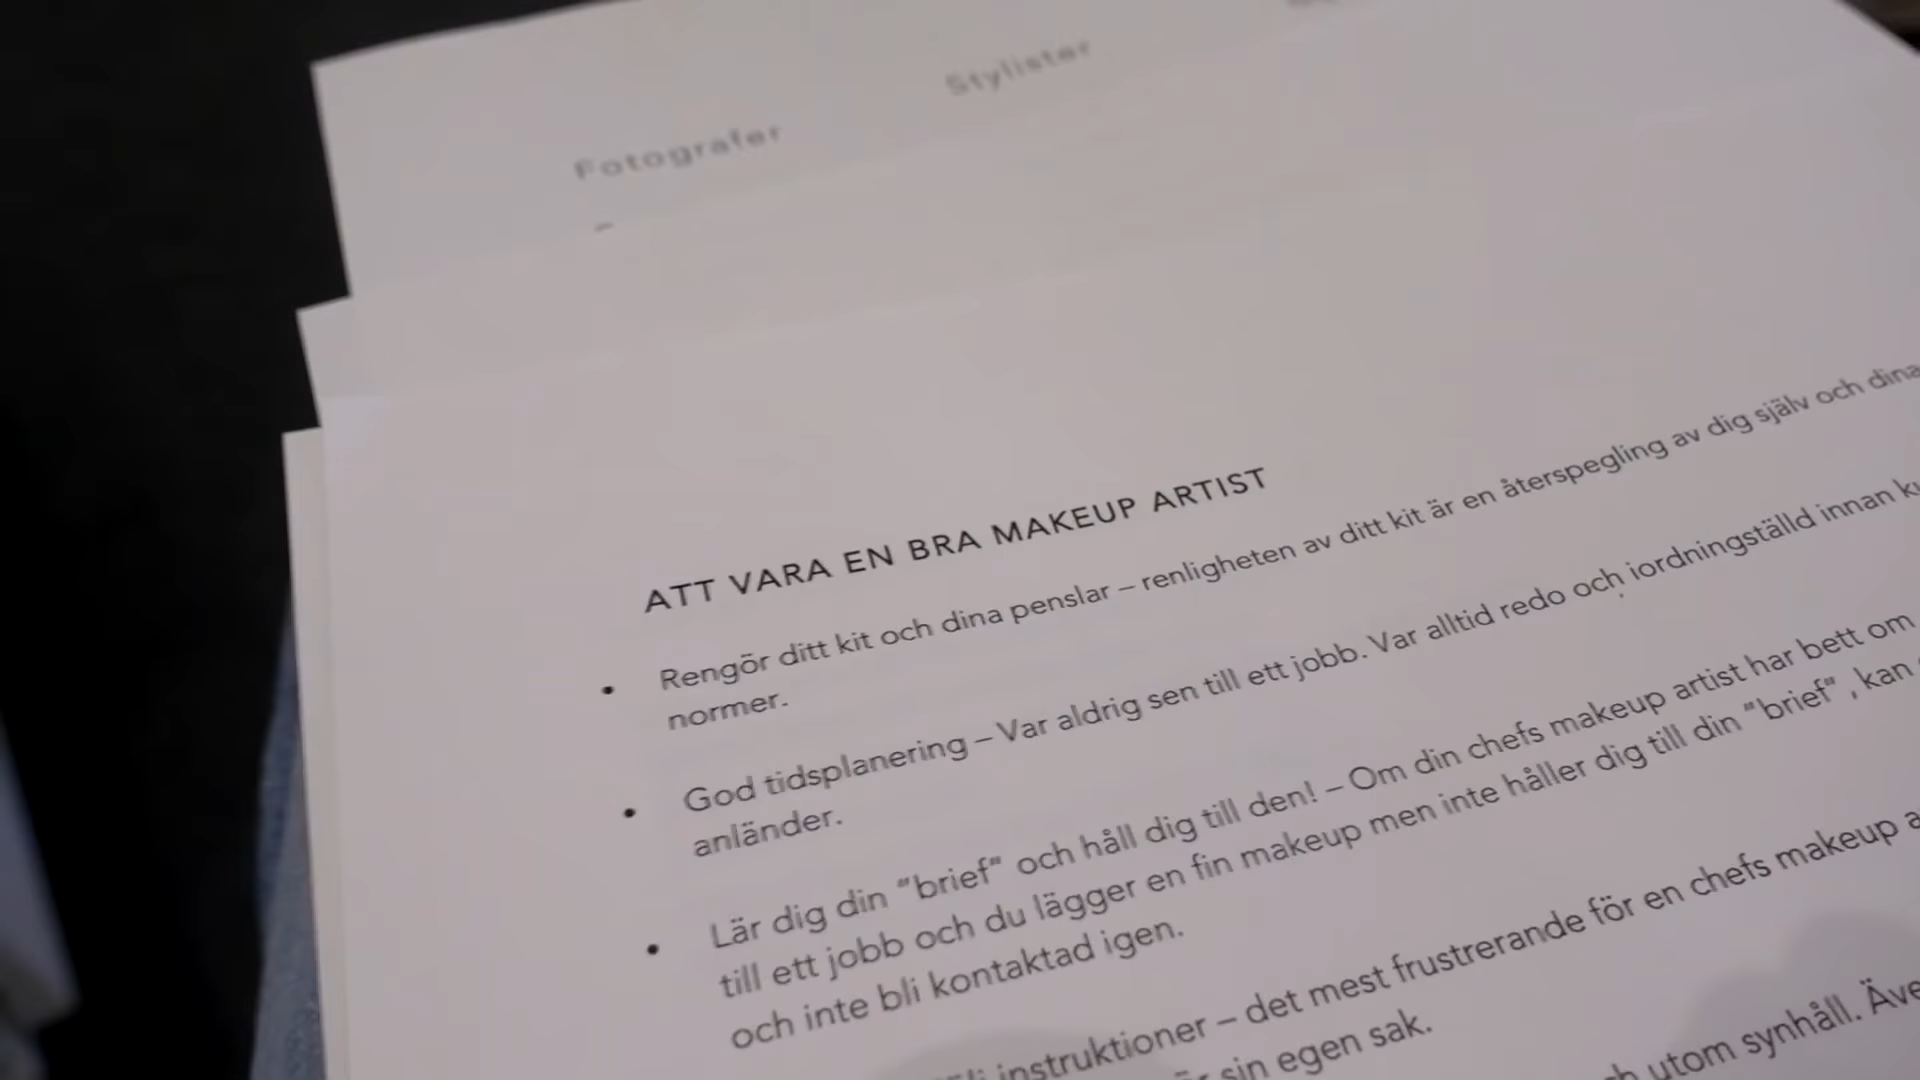 Stylister
Fotografer
ATT VARA EN BRA MAKEUP ARTIST
• Rengör ditt kit och dina penslar – renligheten av ditt kit är en återspegling av dig själv och dina
normer.
• God tidsplanering – Var aldrig sen till ett jobb. Var alltid redo och iordningställd innan
anländer.
• Lär dig din "brief" och håll dig till den! – Om din chefs makeup artist har bett om
till ett jobb och du lägger en fin makeup men inte håller dig till din "brief" , kan
och inte bli kontaktad igen.
instruktioner – det mest frustrerande för en chefs makeup
sin egen sak.
utom synhåll. Äve